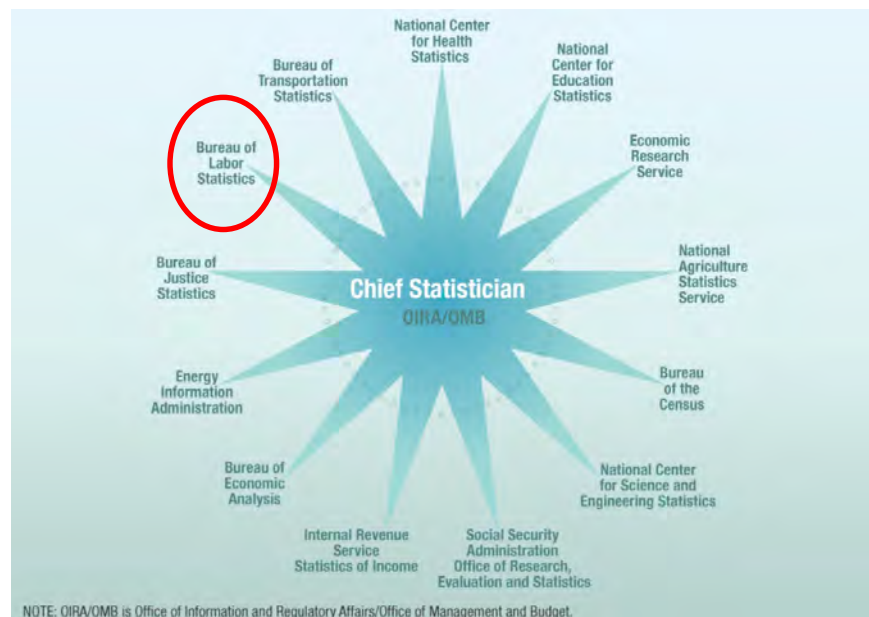 National Center
for Health
Statistics
National
Center for
Education
Statistics
Economic
Research
Service
National
Agriculture
Statistics
Service
Bureau
of the
Census
National Center
for Science and
Engineering Statistics
Social Security
Administration
Office of Research,
Evaluation and Statistics
Internal Revenue
Service
Statistics of Income
Bureau of
Economic
Analysis
Energy
Information
Administration
Bureau of
Justice
Statistics
Bureau of
Labor
Statistics
Bureau of
Transportation
Statistics
Chief Statistician
OIRA/OMB
NOTE: OIRA/OMB is Office of Information and Regulatory Affairs/Office of Management and Budget.